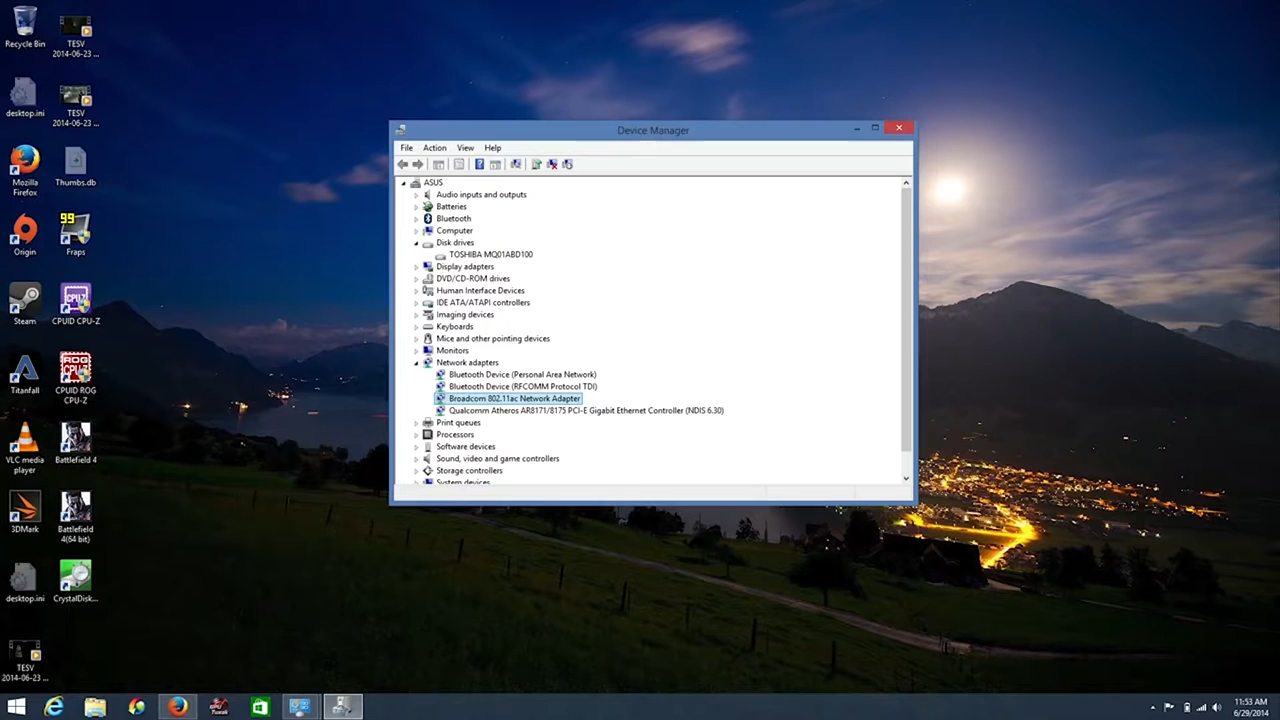 Recycle Bin
TESV
2014-06-23 ...
desktop.ini
TESV
2014-06-23 ...
Mozilla
Firefox
Thumbs.db
Origin
99
Fraps
Steam
CPUID CPU-Z
Titanfall
ROG
CPUID ROG
CPU-Z
VLC media
player
Battlefield 4
3DMark
Battlefield
4(64 bit)
desktop.ini
CrystalDisk...
TESV
2014-06-23 ...
Device Manager
File Action View Help
ASUS
Audio inputs and outputs
Batteries
Bluetooth
Computer
Disk drives
TOSHIBA MQ01ABD100
Display adapters
DVD/CD-ROM drives
Human Interface Devices
IDE ATA/ATAPI controllers
Imaging devices
Keyboards
Mice and other pointing devices
Monitors
Network adapters
Bluetooth Device (Personal Area Network)
Bluetooth Device (RFCOMM Protocol TDI)
Broadcom 802.11ac Network Adapter
Qualcomm Atheros AR8171/8175 PCI-E Gigabit Ethernet Controller (NDIS 6.30)
Print queues
Processors
Software devices
Sound, video and game controllers
Storage controllers
System devices
11:53 AM
6/29/2014